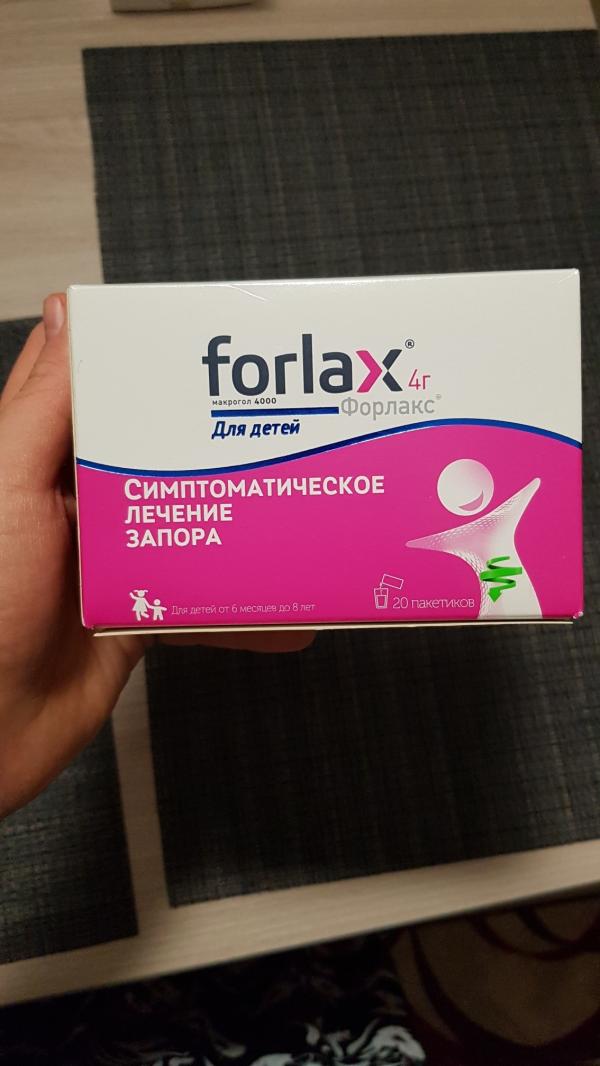 forlax® 4г
макрогол 4000
Форлакс®
Для детей
СИМПТОМАТИЧЕСКОЕ
ЛЕЧЕНИЕ
ЗАПОРА
Для детей от 6 месяцев до 8 лет
20 пакетиков